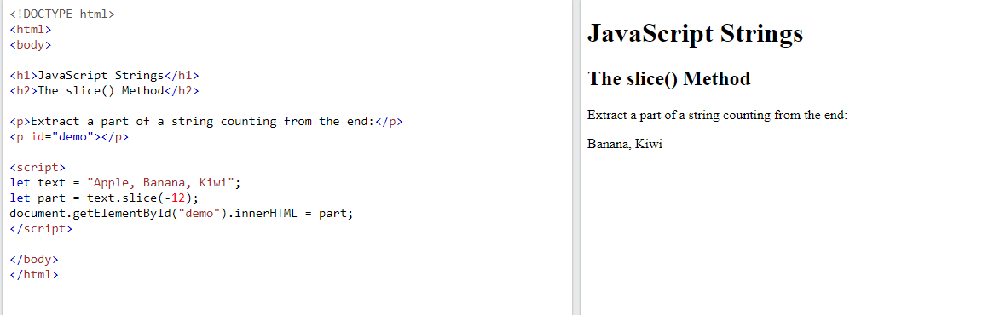 <!DOCTYPE html>
<html>
<body>
<h1>JavaScript Strings</h1>
<h2>The slice() Method</h2>
<p>Extract a part of a string counting from the end:</p>
<p id="demo"></p>
<script>
let text = "Apple, Banana, Kiwi";
let part = text.slice(-12);
document.getElementById("demo").innerHTML = part;
</script>
</body>
</html>
JavaScript Strings
The slice() Method
Extract a part of a string counting from the end:
Banana, Kiwi